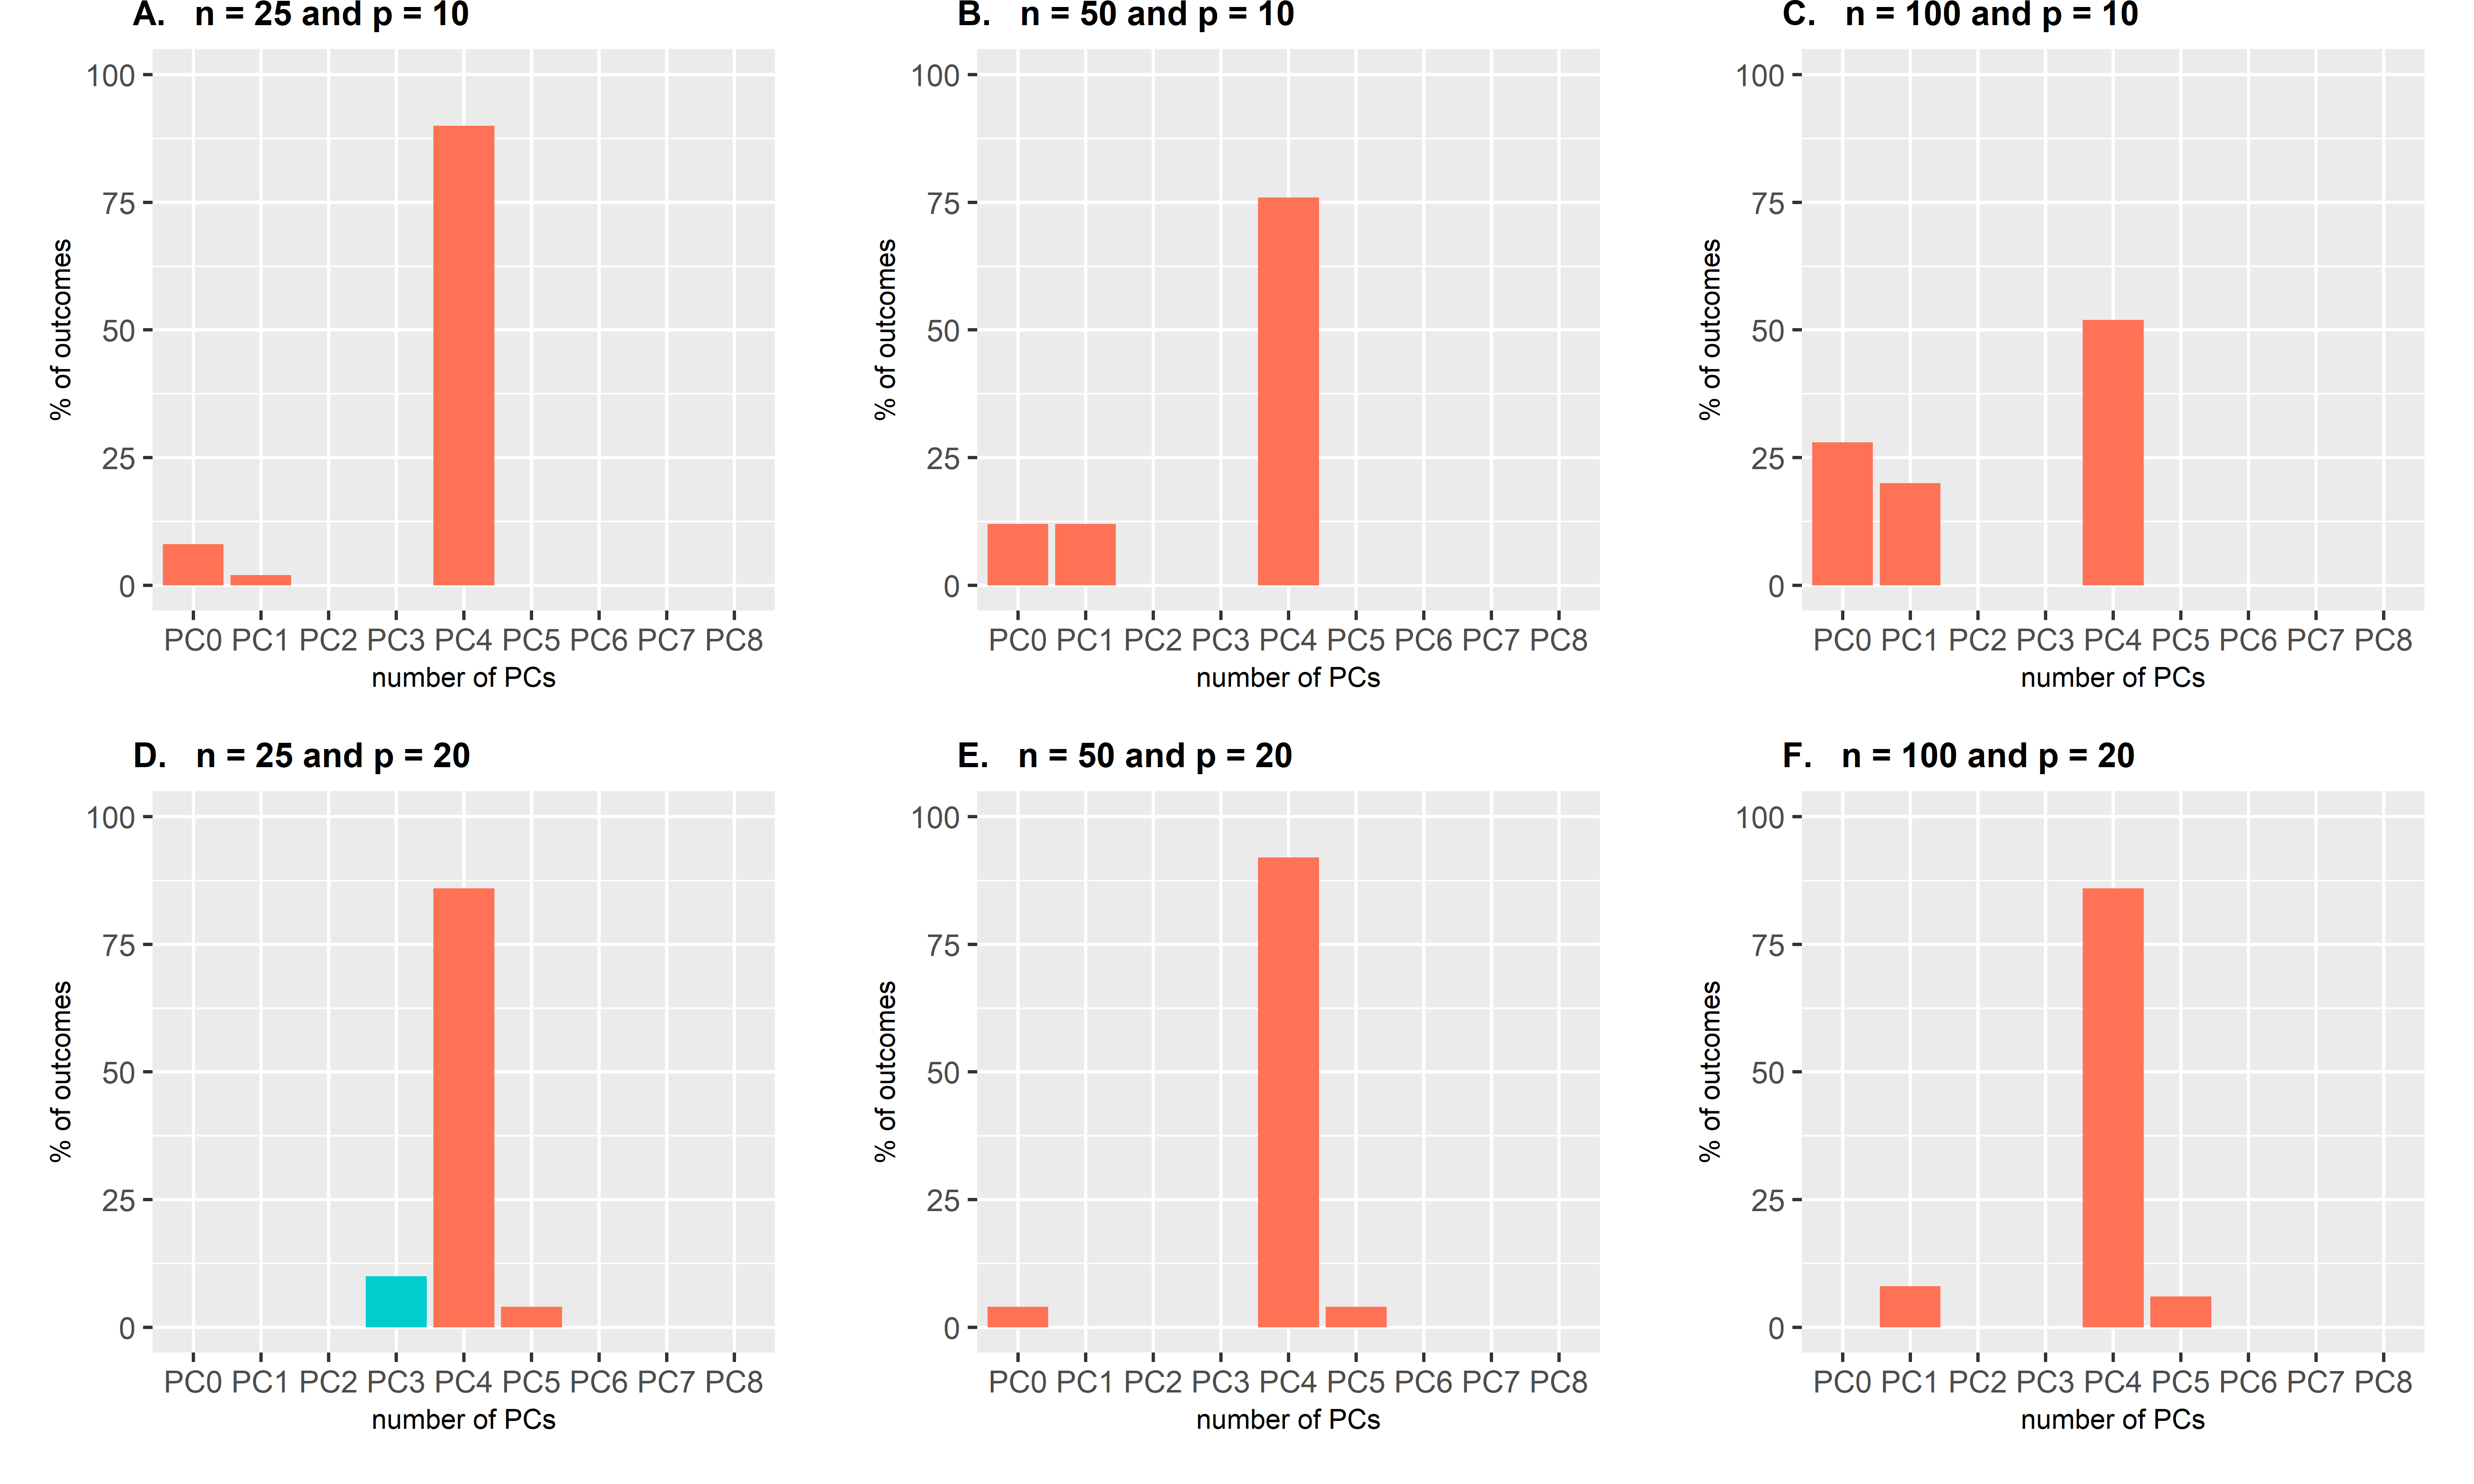 A. n = 25 and p = 10
100
75
50
25
0
% of outcomes
PC0 PC1 PC2 PC3 PC4 PC5 PC6 PC7 PC8
number of PCs
B. n = 50 and p = 10
100
75
50
25
0
% of outcomes
PC0 PC1 PC2 PC3 PC4 PC5 PC6 PC7 PC8
number of PCs
C. n = 100 and p = 10
100
75
50
25
0
% of outcomes
PC0 PC1 PC2 PC3 PC4 PC5 PC6 PC7 PC8
number of PCs
D. n = 25 and p = 20
100
75
50
25
0
% of outcomes
PC0 PC1 PC2 PC3 PC4 PC5 PC6 PC7 PC8
number of PCs
E. n = 50 and p = 20
100
75
50
25
0
% of outcomes
PC0 PC1 PC2 PC3 PC4 PC5 PC6 PC7 PC8
number of PCs
F. n = 100 and p = 20
100
75
50
25
0
% of outcomes
PC0 PC1 PC2 PC3 PC4 PC5 PC6 PC7 PC8
number of PCs